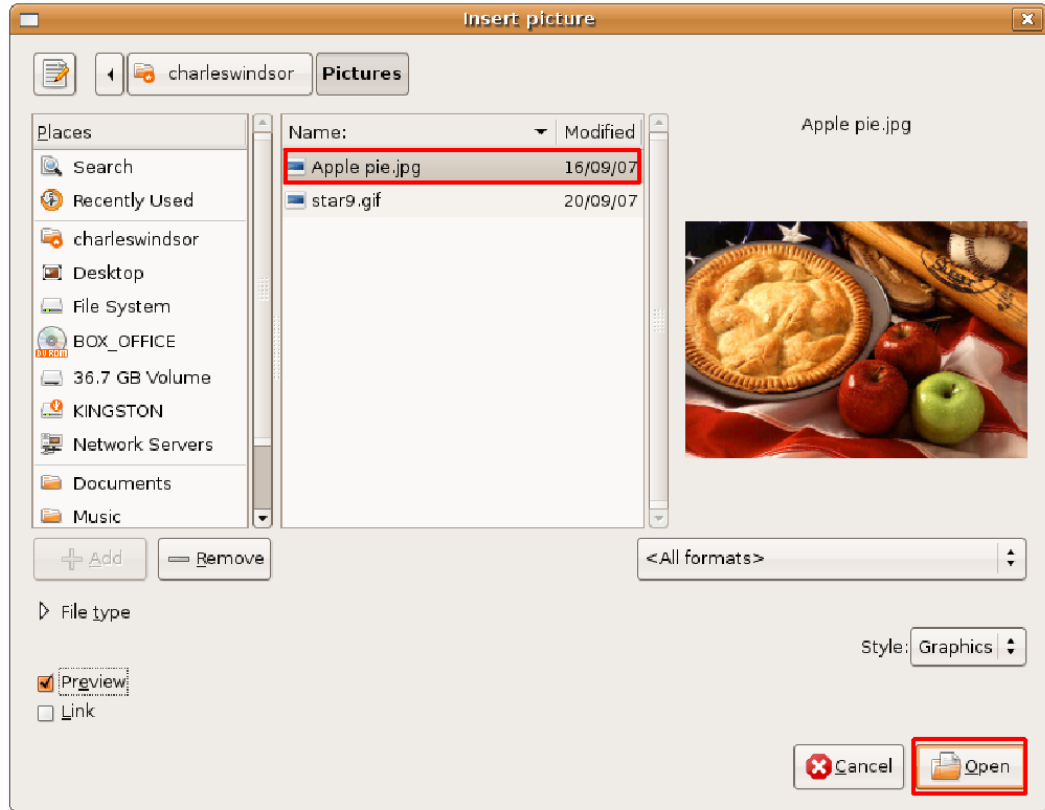 Insert picture
charleswindsor Pictures
Places
Search
Recently Used
charleswindsor
Desktop
File System
BOX_OFFICE
36.7 GB Volume
KINGSTON
Network Servers
Documents
Music
Name: Modified
Apple pie.jpg 16/09/07
star9.gif 20/09/07
Apple pie.jpg
Add Remove
<All formats>
File type
Style: Graphics
Preview
Link
Cancel Open